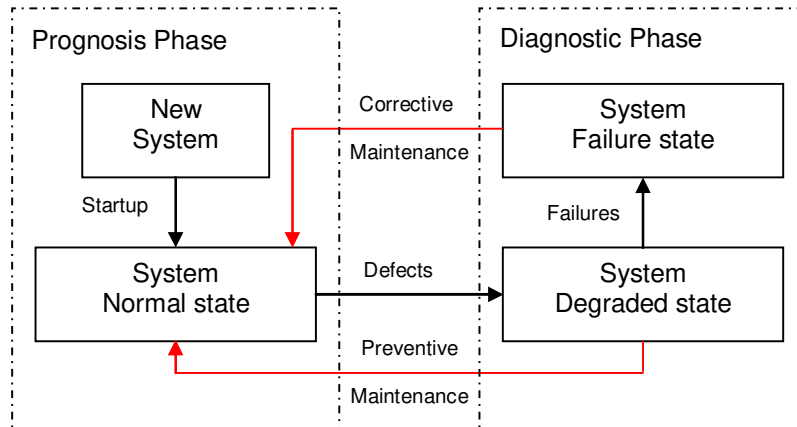 Prognosis Phase
Diagnostic Phase
New
System
Corrective
Maintenance
System
Failure state
Startup
Failures
System
Normal state
Defects
System
Degraded state
Preventive
Maintenance